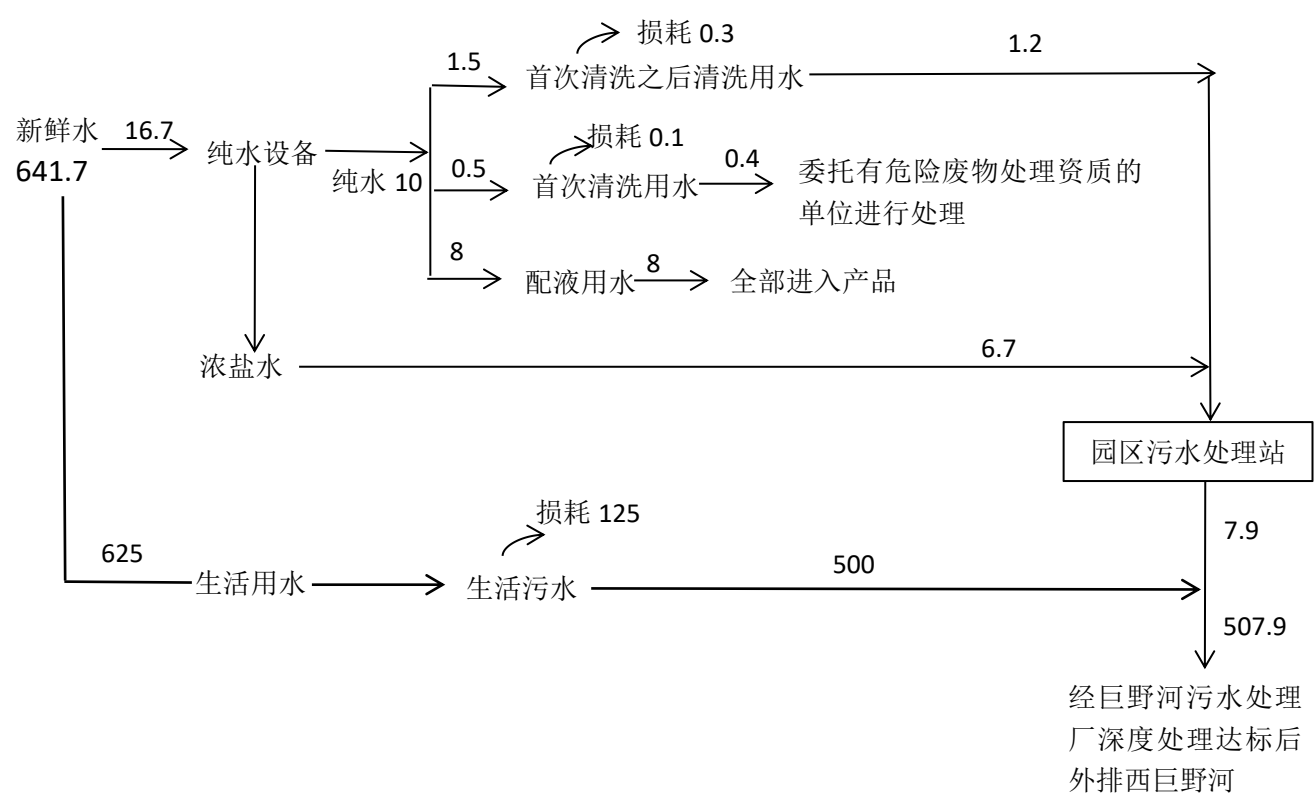 损耗 0.3
1.5
首次清洗之后清洗用水
1.2
新鲜水
641.7
16.7
纯水设备
纯水 10
损耗 0.1
0.5
首次清洗用水
0.4
委托有危险废物处理资质的
单位进行处理
8
配液用水
8
全部进入产品
浓盐水
6.7
园区污水处理站
7.9
损耗 125
625
生活用水
生活污水
500
507.9
经巨野河污水处理
厂深度处理达标后
外排西巨野河